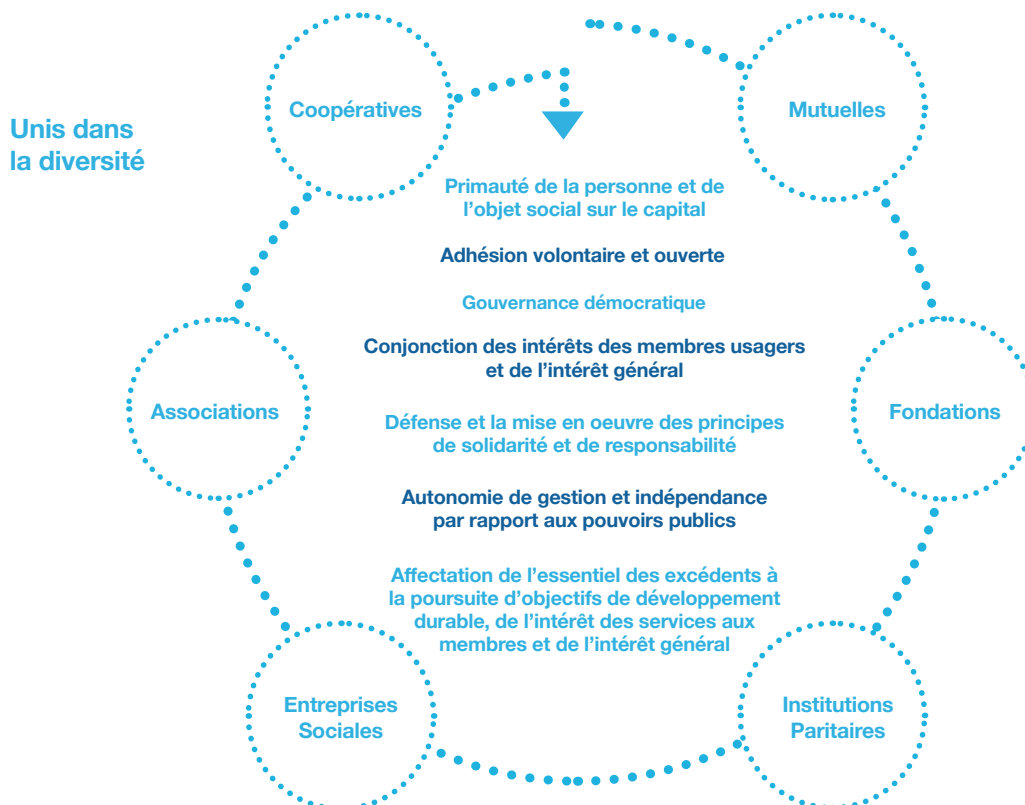 Unis dans
la diversité
Coopératives
Mutuelles
Primauté de la personne et de
l’objet social sur le capital
Adhésion volontaire et ouverte
Gouvernance démocratique
Conjonction des intérêts des membres usagers
et de l’intérêt général
Associations
Fondations
Défense et la mise en oeuvre des principes
de solidarité et de responsabilité
Autonomie de gestion et indépendance
par rapport aux pouvoirs publics
Affectation de l’essentiel des excédents à
la poursuite d’objectifs de développement
durable, de l’intérêt des services aux
membres et de l’intérêt général
Entreprises
Sociales
Institutions
Paritaires